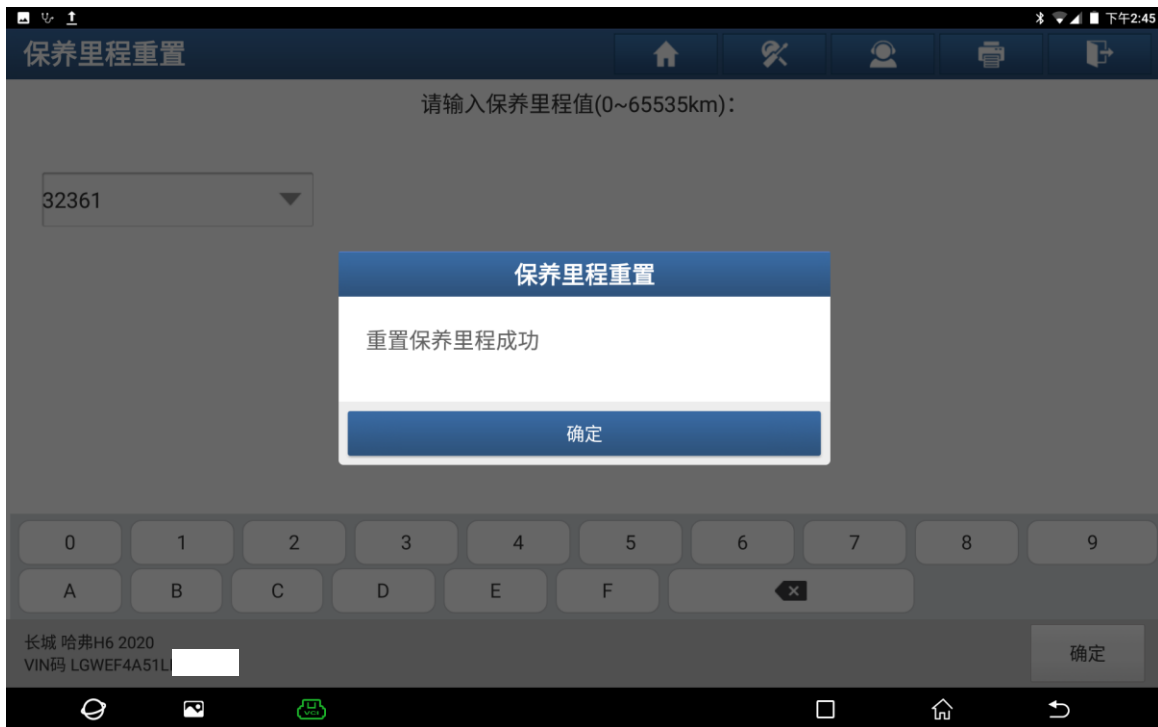 下午2:45
保养里程重置
请输入保养里程值(0~65535km)：
32361
保养里程重置
重置保养里程成功
确定
0 1 2 3 4 5 6 7 8 9
A B C D E F
长城 哈弗H6 2020
VIN码 LGWEF4A51L
确定
VCI